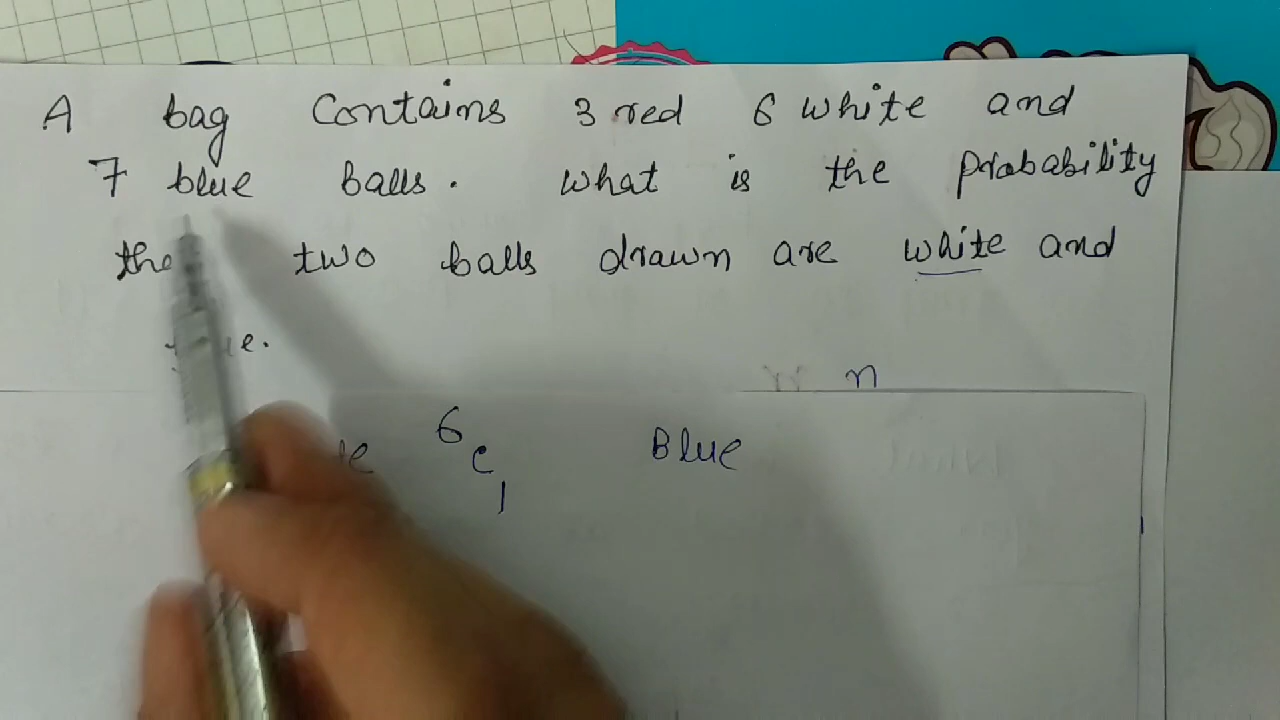 A bag Contains 3 red 6 white and
7 blue balls. What is the probability
the two balls drawn are white and
n
6c1 Blue